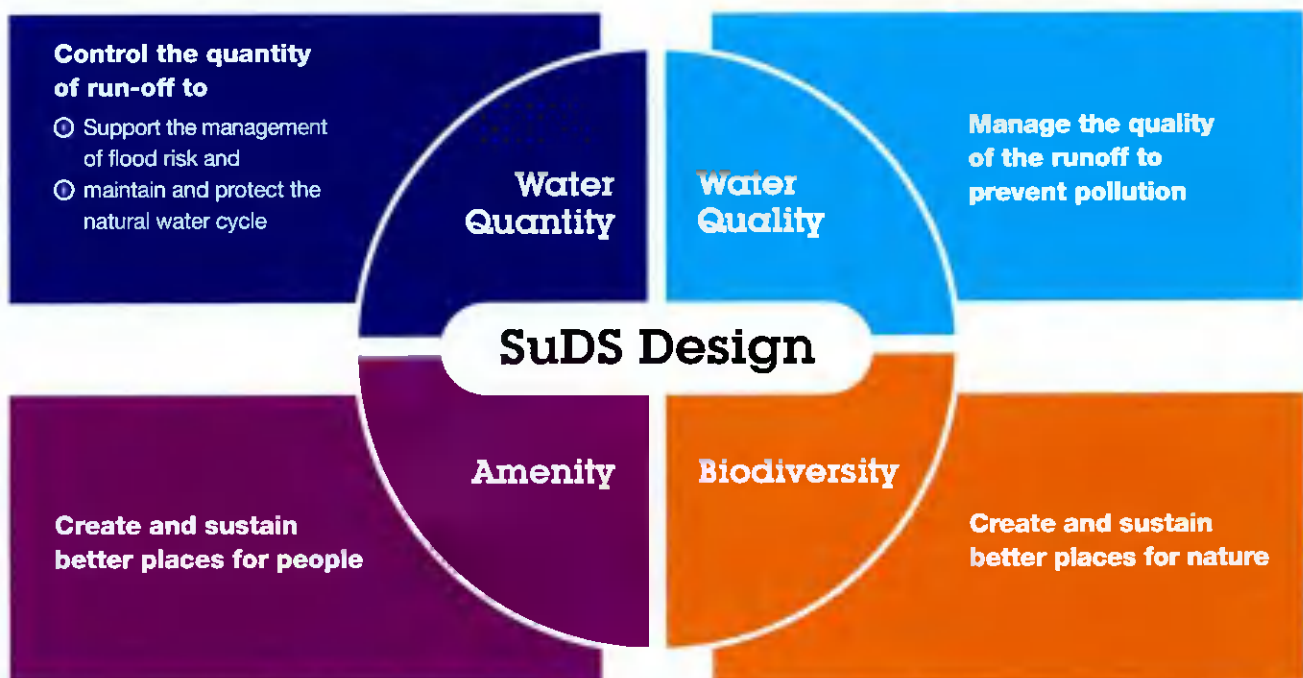 Control the quantity
of run-off to
Support the management
of flood risk and
maintain and protect the
natural water cycle
Water
Quantity
Water
Quality
Manage the quality
of the runoff to
prevent pollution
SuDS Design
Amenity
Biodiversity
Create and sustain
better places for people
Create and sustain
better places for nature